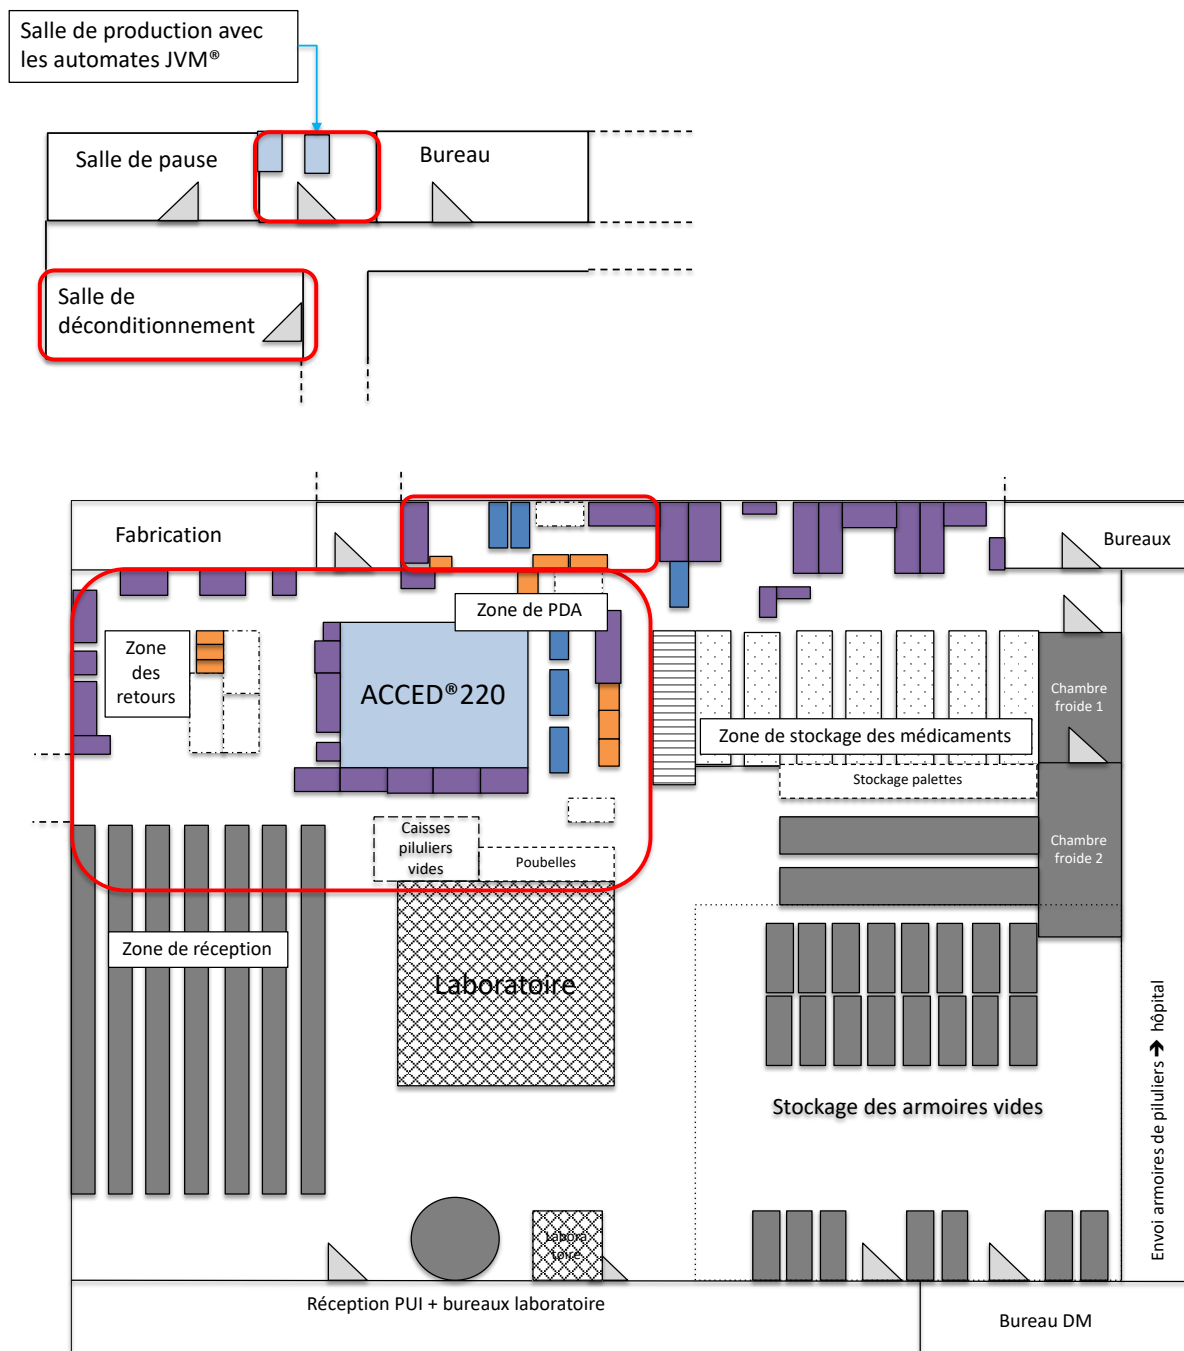 Salle de production avec
les automates JVM®
Salle de pause
Bureau
Salle de
déconditionnement
Fabrication
Bureaux
Zone de PDA
Zone
des
retours
ACCED®220
Chambre
froide 1
Zone de stockage des médicaments
Stockage palettes
Caisses
piluliers
vides
Poubelles
Chambre
froide 2
Zone de réception
Laboratoire
Stockage des armoires vides
Envoi armoires de piluliers ➔ hôpital
Labora
toire
Réception PUI + bureaux laboratoire
Bureau DM